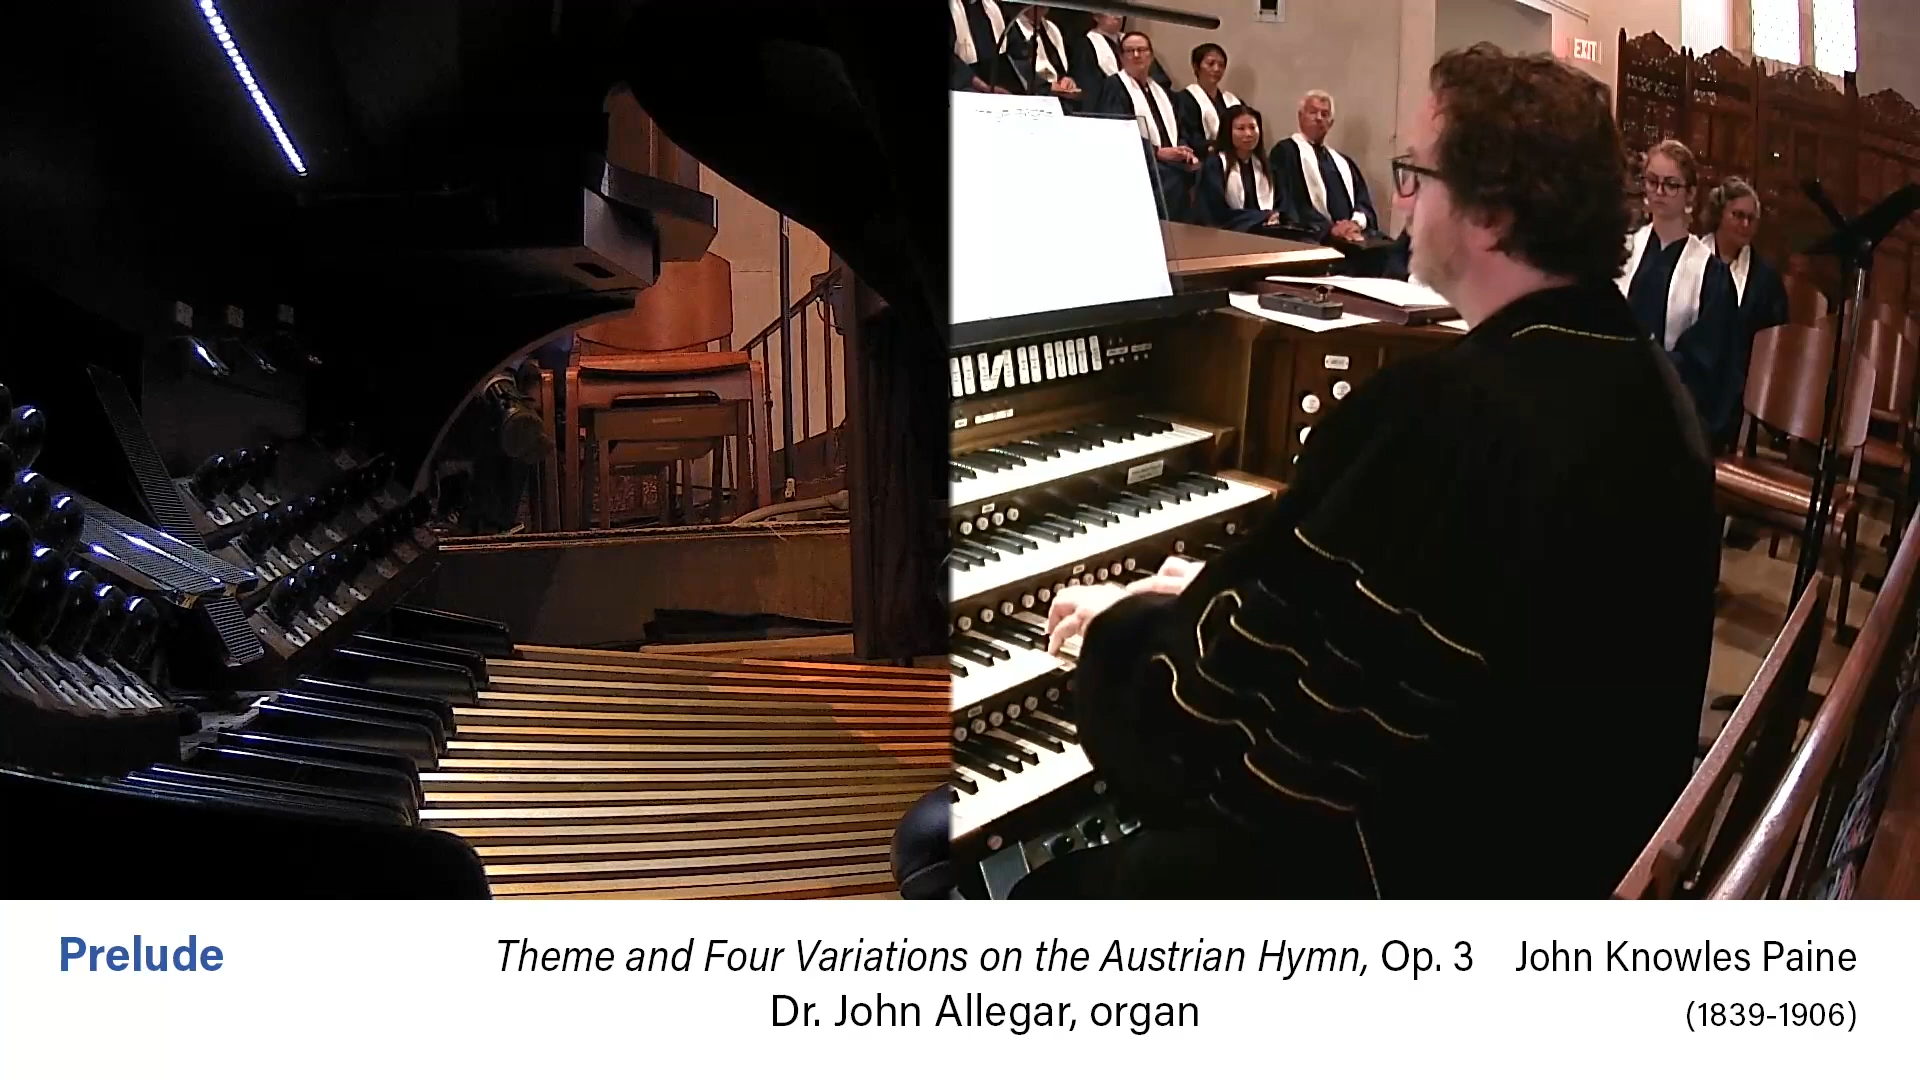 EXIT
Prelude Theme and Four Variations on the Austrian Hymn, Op. 3 John Knowles Paine
Dr. John Allegar, organ (1839-1906)